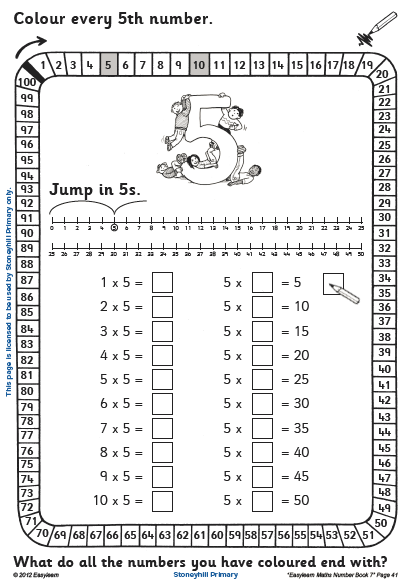 Colour every 5th number.
1 2 3 4 5 6 7 8 9 10 11 12 13 14 15 16 17 18 19 20
21
22
23
24
25
26
27
28
29
30
31
32
33
34
35
36
37
38
39
40
41
42
43
44
45
46
47
48
49
50
51
52
53
54
55
56
57
58
59
60
61
62
63
64
65
66
67
68
69
70
71
72
73
74
75
76
77
78
79
80
81
82
83
84
85
86
87
88
89
90
91
92
93
94
95
96
97
98
99
100
5
Jump in 5s.
0 1 2 3 4 5 6 7 8 9 10 11 12 13 14 15 16 17 18 19 20 21 22 23 24 25
25 26 27 28 29 30 31 32 33 34 35 36 37 38 39 40 41 42 43 44 45 46 47 48 49 50
1 x 5 =
2 x 5 =
3 x 5 =
4 x 5 =
5 x 5 =
6 x 5 =
7 x 5 =
8 x 5 =
9 x 5 =
10 x 5 =
5 x = 5
5 x = 10
5 x = 15
5 x = 20
5 x = 25
5 x = 30
5 x = 35
5 x = 40
5 x = 45
5 x = 50
This page is licensed to be used by Stoneyhill Primary only.
What do all the numbers you have coloured end with?
© 2012 Easylearn
Stoneyhill Primary
"Easylearn Maths Number Book 7" Page 41